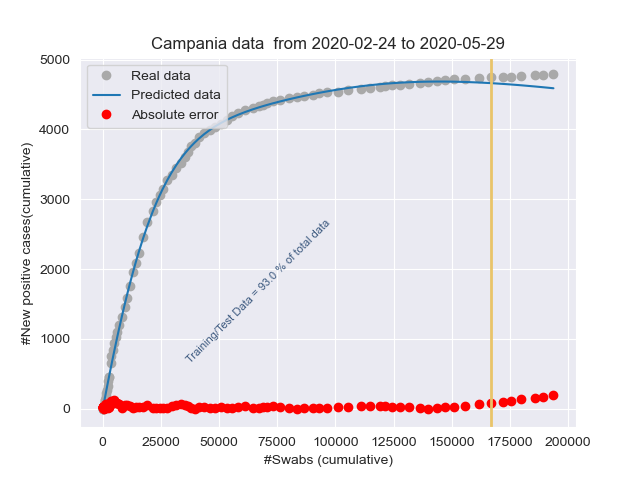 Campania data  from 2020-02-24 to 2020-05-29
5000
4000
3000
2000
1000
0
#New positive cases(cumulative)
Real data
Predicted data
Absolute error
Training/Test Data = 93.0 % of total data
0 25000 50000 75000 100000 125000 150000 175000 200000
#Swabs (cumulative)